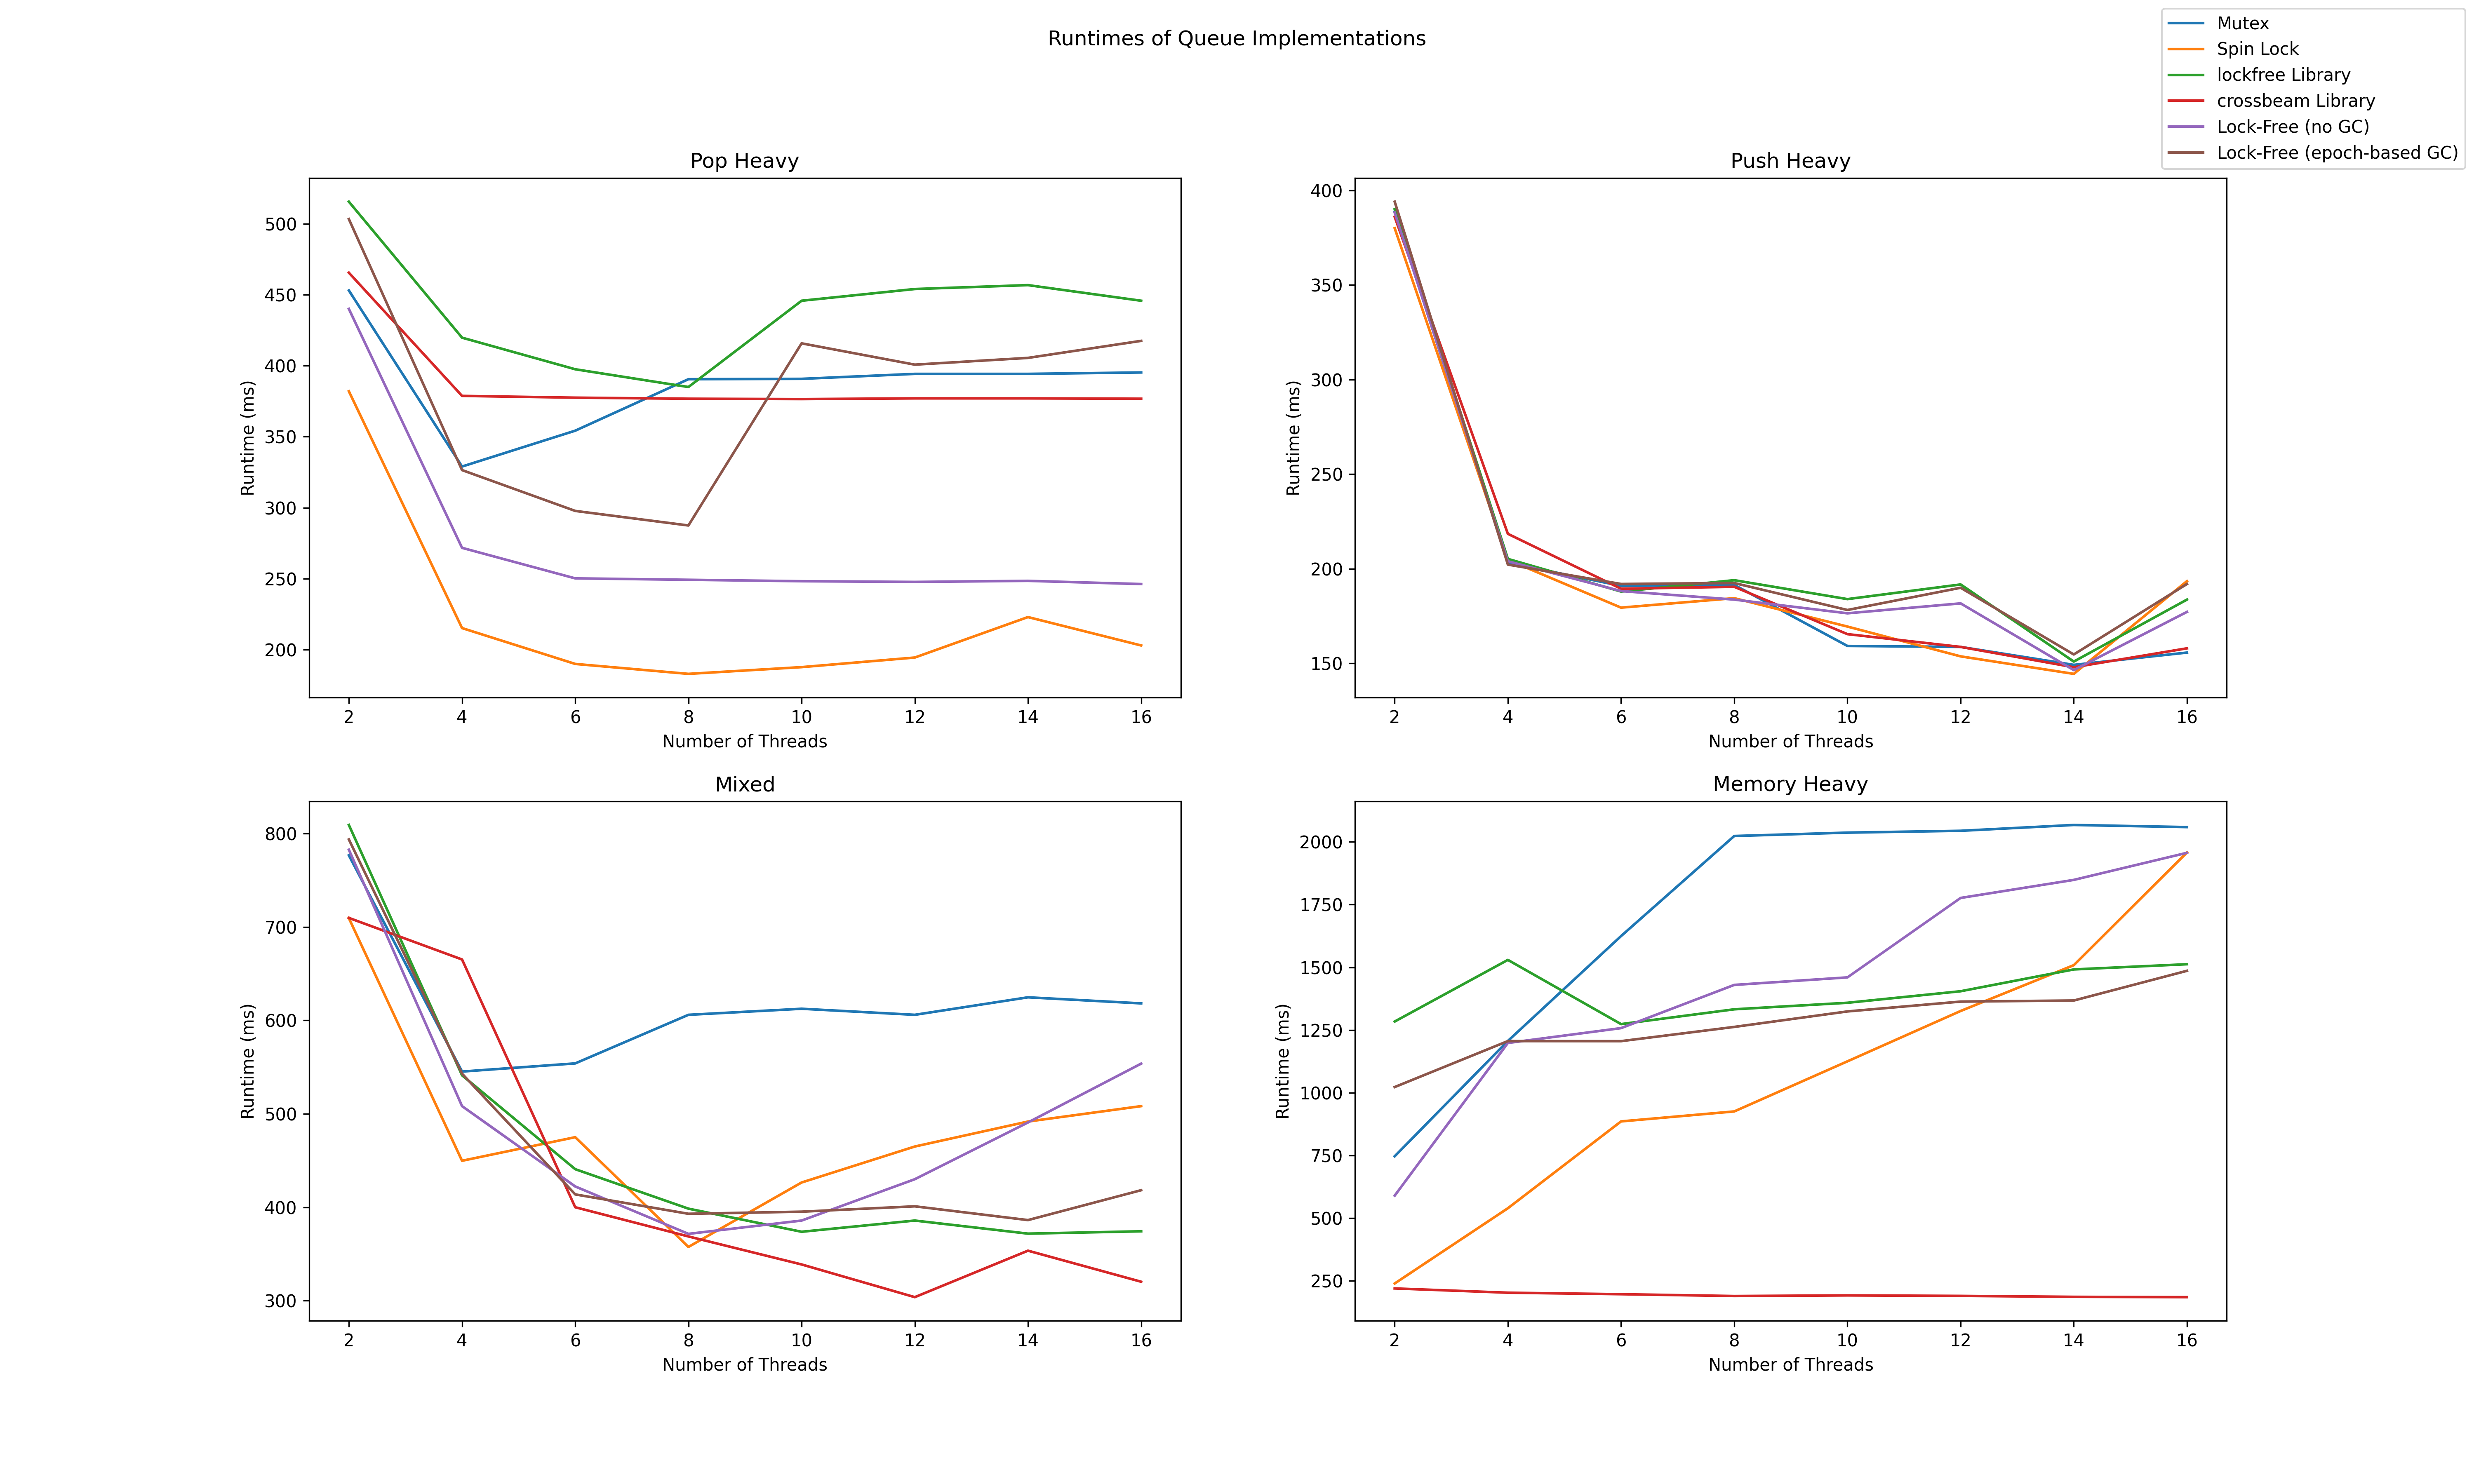 Runtimes of Queue Implementations
Mutex
Spin Lock
lockfree Library
crossbeam Library
Lock-Free (no GC)
Lock-Free (epoch-based GC)
Pop Heavy
Runtime (ms)
500
450
400
350
300
250
200
2 4 6 8 10 12 14 16
Number of Threads
Push Heavy
Runtime (ms)
400
350
300
250
200
150
2 4 6 8 10 12 14 16
Number of Threads
Mixed
Runtime (ms)
800
700
600
500
400
300
2 4 6 8 10 12 14 16
Number of Threads
Memory Heavy
Runtime (ms)
2000
1750
1500
1250
1000
750
500
250
2 4 6 8 10 12 14 16
Number of Threads